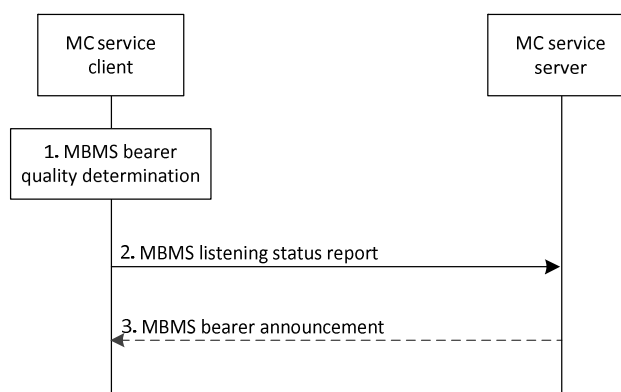 MC service
client
MC service
server
1. MBMS bearer
quality determination
2. MBMS listening status report
3. MBMS bearer announcement